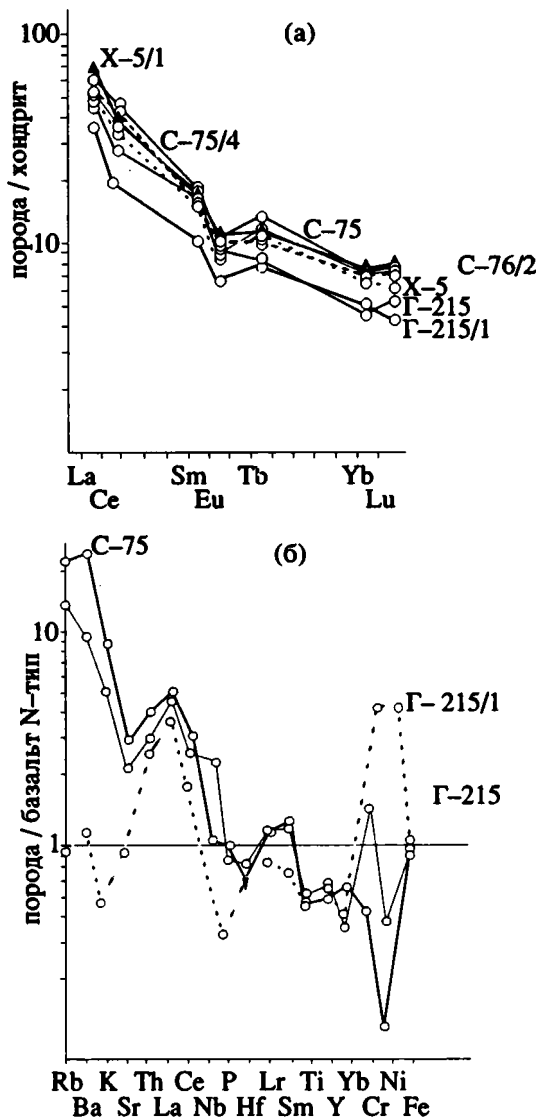 (а)
100
Х–5/1
С–75/4
порода / хондрит
С–75
10
С–76/2
Х–5
Г–215
Г–215/1
La Sm Tb Yb
Ce Eu Lu
(б)
С–75
10
Г– 215/1
порода / базальт N–тип
Г–215
1
Rb K Th Ce P Lr Ti Yb Ni
Ba Sr La Nb Hf Sm Y Cr Fe